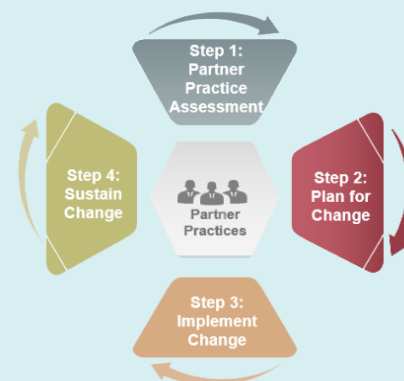 Step 1:
Partner
Practice
Assessment
Step 2:
Plan for
Change
Step 3:
Implement
Change
Step 4:
Sustain
Change
Partner
Practices